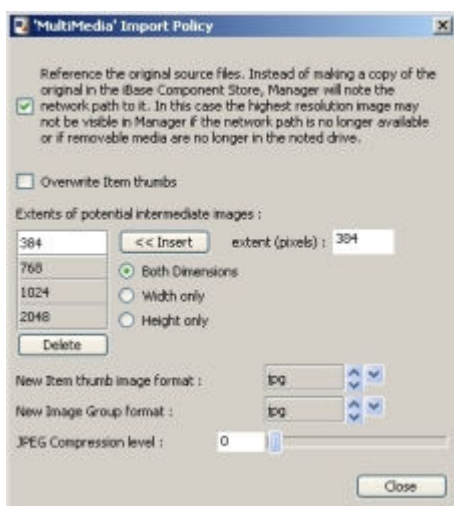 'MultiMedia' Import Policy
Reference the original source files. Instead of making a copy of the
original in the iBase Component Store, Manager will note the
network path to it. In this case the highest resolution image may
not be visible in Manager if the network path is no longer available
or if removable media are no longer in the noted drive.
Overwrite Item thumbs
Extents of potential intermediate images :
384 << Insert extent (pixels) : 384
768 Both Dimensions
1024 Width only
2048 Height only
Delete
New Item thumb image format : jpg
New Image Group format : jpg
JPEG Compression level : 0
Close